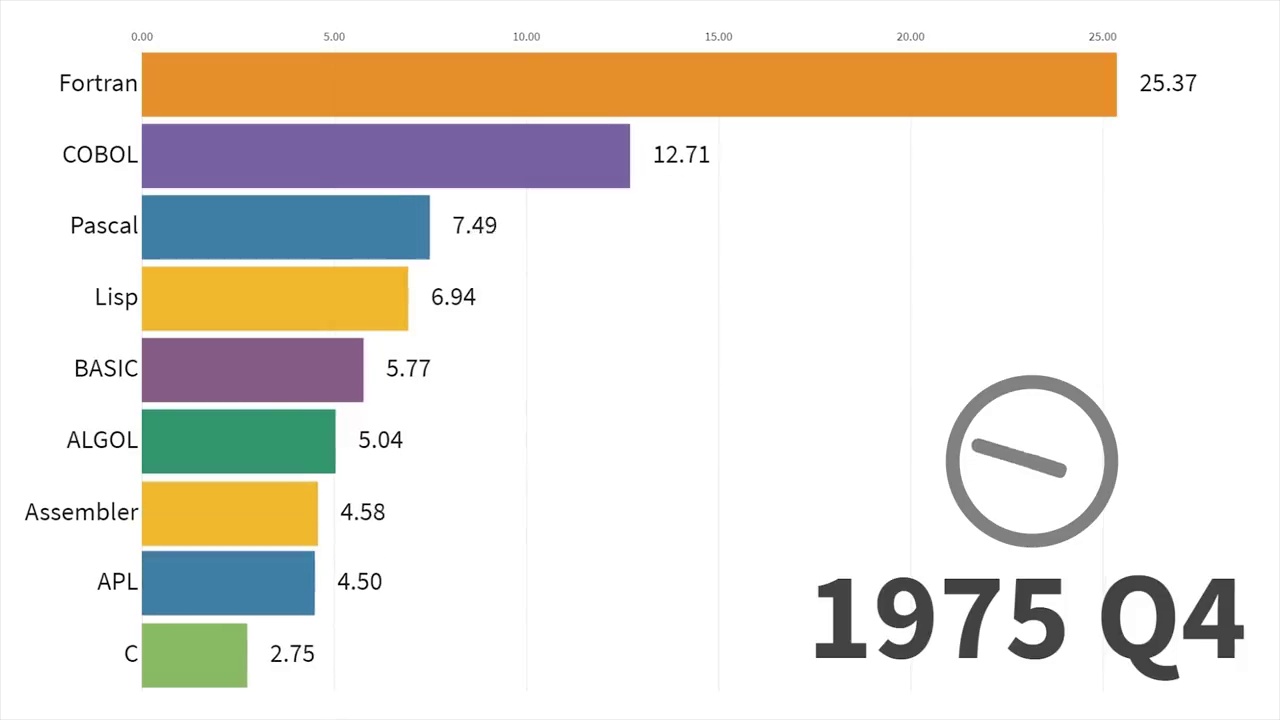 0.00 5.00 10.00 15.00 20.00 25.00
Fortran 25.37
COBOL 12.71
Pascal 7.49
Lisp 6.94
BASIC 5.77
ALGOL 5.04
Assembler 4.58
APL 4.50
C 2.75
1975 Q4